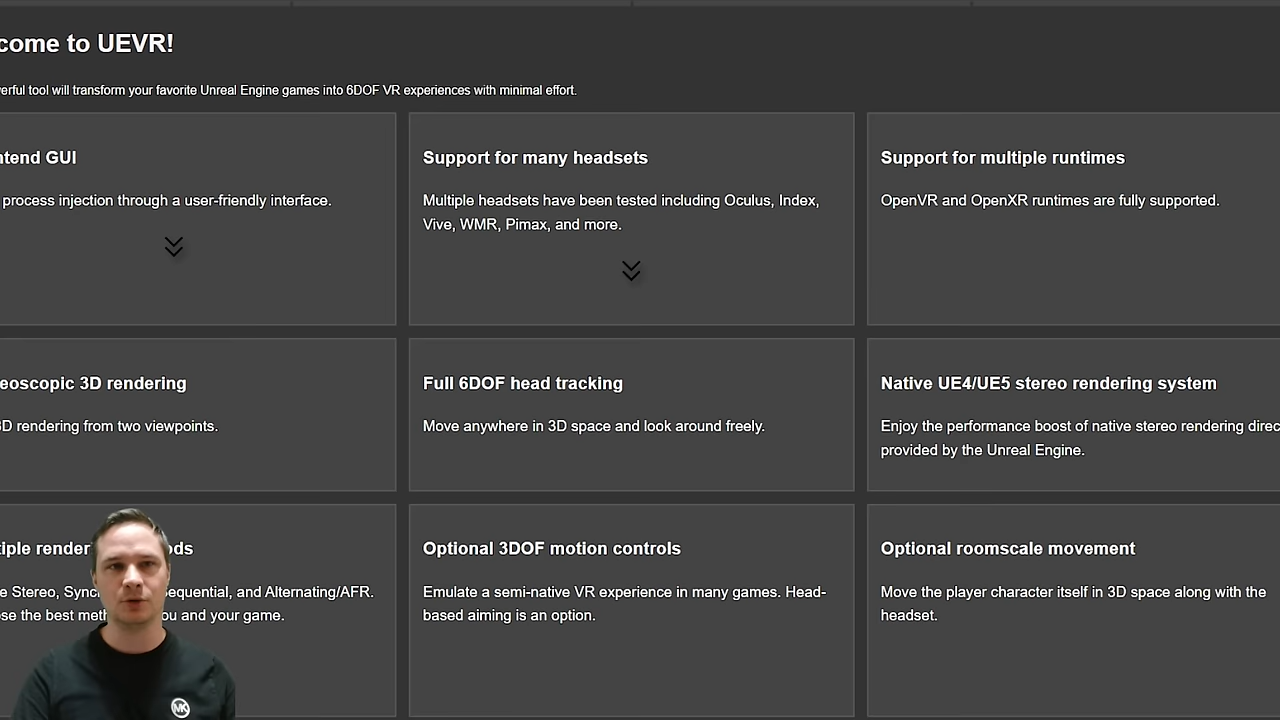 come to UEVR!
erful tool will transform your favorite Unreal Engine games into 6DOF VR experiences with minimal effort.
ntend GUI
process injection through a user-friendly interface.
Support for many headsets
Multiple headsets have been tested including Oculus, Index,
Vive, WMR, Pimax, and more.
Support for multiple runtimes
OpenVR and OpenXR runtimes are fully supported.
eoscopic 3D rendering
3D rendering from two viewpoints.
Full 6DOF head tracking
Move anywhere in 3D space and look around freely.
Native UE4/UE5 stereo rendering system
Enjoy the performance boost of native stereo rendering direc
provided by the Unreal Engine.
tiple render ods
e Stereo, Sync equential, and Alternating/AFR.
ose the best meth ou and your game.
Optional 3DOF motion controls
Emulate a semi-native VR experience in many games. Head-
based aiming is an option.
Optional roomscale movement
Move the player character itself in 3D space along with the
headset.
MK